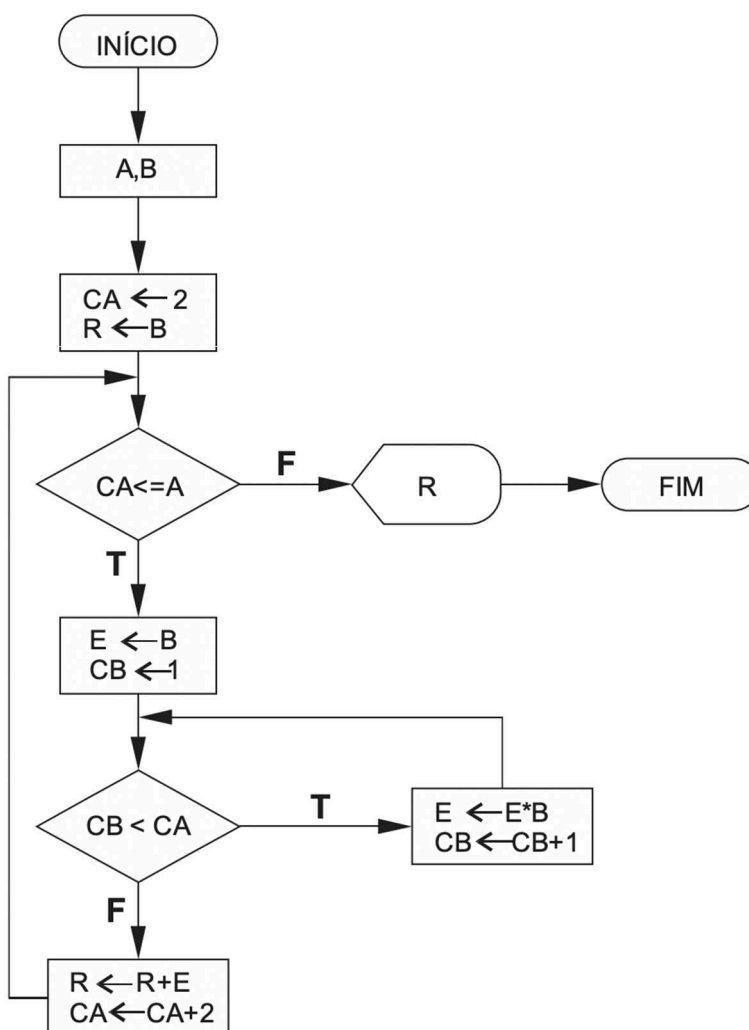 INÍCIO
A,B
CA ← 2
R ← B
CA<=A
F
R
FIM
T
E ← B
CB ← 1
CB < CA
T
E ← E*B
CB ← CB+1
F
R ← R+E
CA ← CA+2